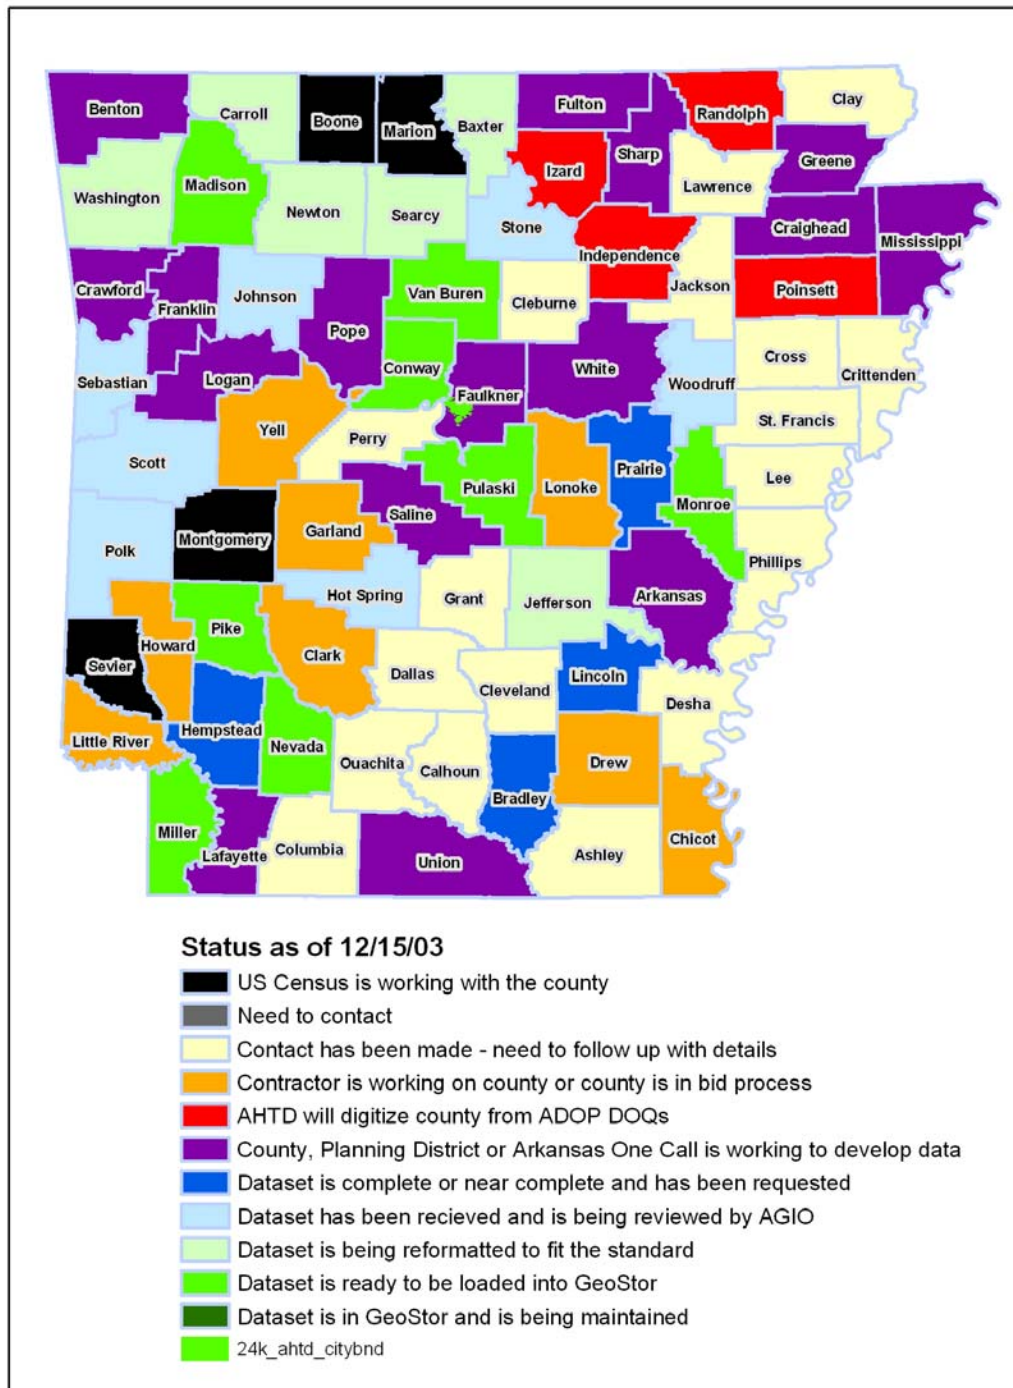 Benton
Carroll
Boone
Marion
Baxter
Fulton
Randolph
Clay
Sharp
Izard
Greene
Lawrence
Washington
Madison
Newton
Searcy
Stone
Craighead
Mississippi
Independence
Crawford
Franklin
Johnson
Van Buren
Cleburne
Jackson
Poinsett
Pope
Sebastian
Logan
Conway
Faulkner
White
Woodruff
Cross
Crittenden
Yell
Perry
St. Francis
Scott
Pulaski
Lonoke
Prairie
Monroe
Lee
Saline
Garland
Montgomery
Polk
Hot Spring
Grant
Jefferson
Arkansas
Phillips
Howard
Pike
Clark
Sevier
Dallas
Cleveland
Lincoln
Desha
Little River
Hempstead
Nevada
Ouachita
Calhoun
Bradley
Drew
Miller
Lafayette
Columbia
Union
Ashley
Chicot
Status as of 12/15/03
US Census is working with the county
Need to contact
Contact has been made - need to follow up with details
Contractor is working on county or county is in bid process
AHTD will digitize county from ADOP DOQs
County, Planning District or Arkansas One Call is working to develop data
Dataset is complete or near complete and has been requested
Dataset has been recieved and is being reviewed by AGIO
Dataset is being reformatted to fit the standard
Dataset is ready to be loaded into GeoStor
Dataset is in GeoStor and is being maintained
24k_ahtd_citybnd